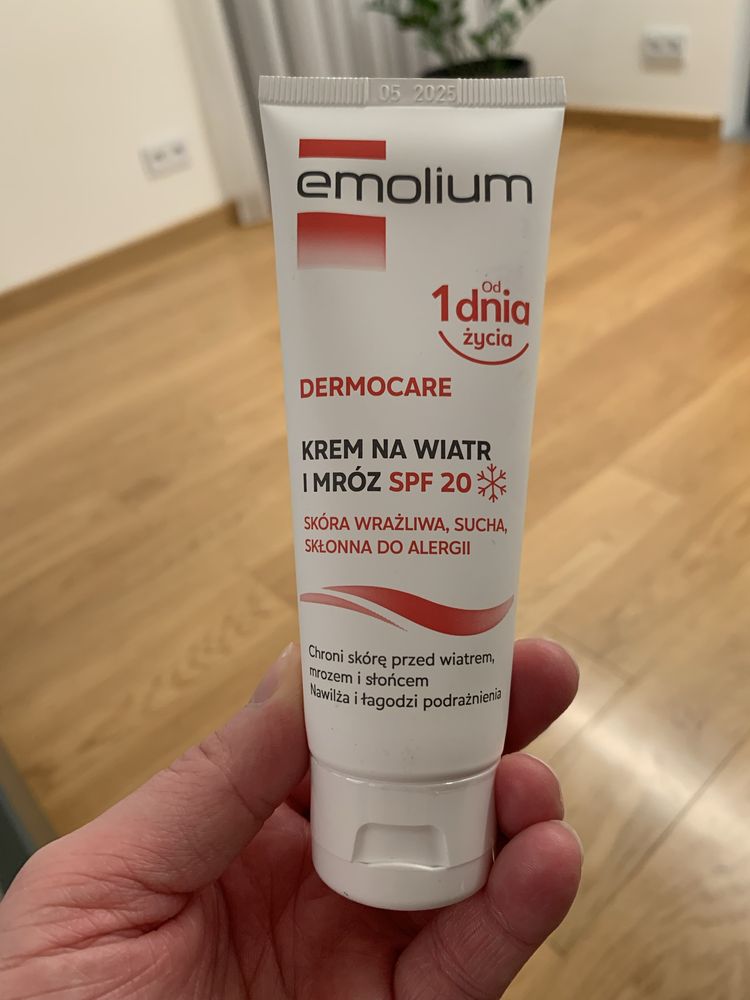 05 2025
emolium
Od
1 dnia
życia
DERMOCARE
KREM NA WIATR
I MRÓZ SPF 20
SKÓRA WRAŻLIWA, SUCHA,
SKŁONNA DO ALERGII
Chroni skórę przed wiatrem,
mrozem i słońcem
Nawilża i łagodzi podrażnienia